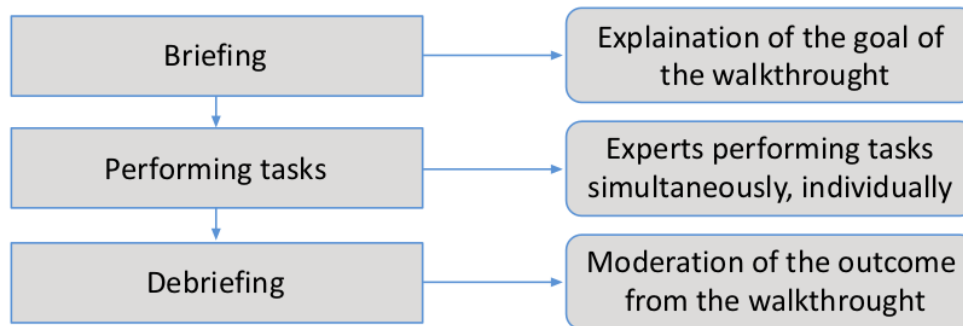 Briefing
Explaination of the goal of
the walkthrought
Performing tasks
Experts performing tasks
simultaneously, individually
Debriefing
Moderation of the outcome
from the walkthrought